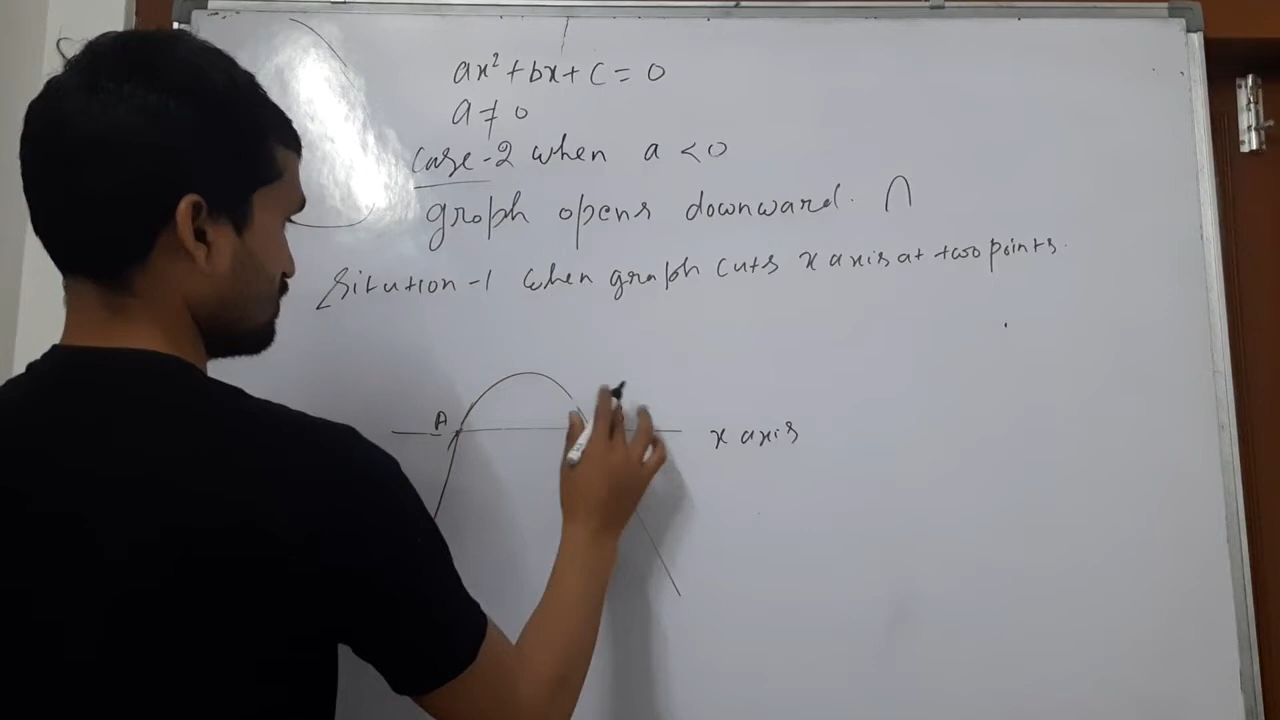 ax² + bx + c = 0
a ≠ 0
Case-2 when a < 0
graph opens downward. ∩
Sitution-1 when graph cuts x axis at two points.
A
x axis